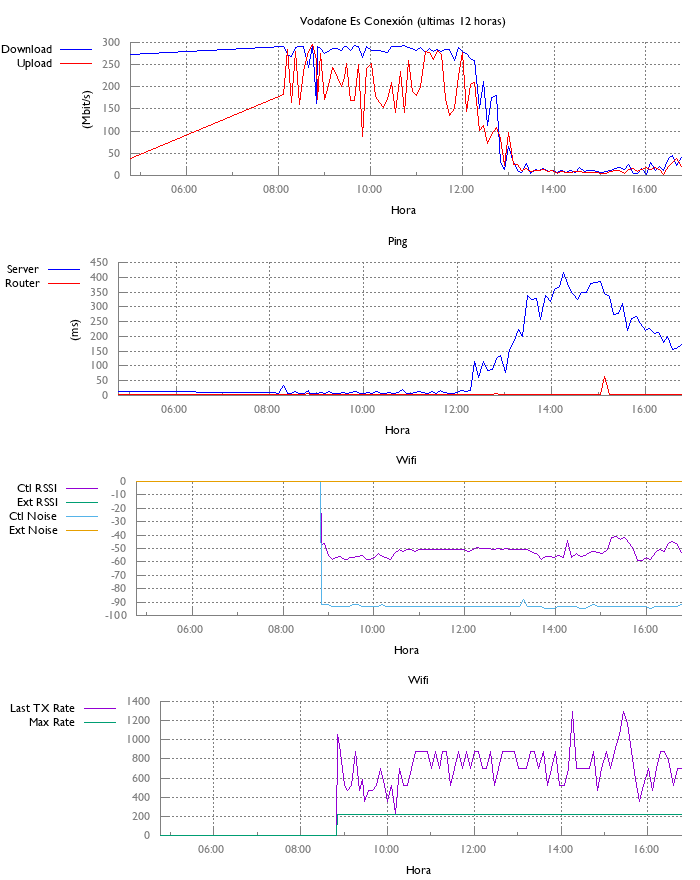 Vodafone Es Conexión (ultimas 12 horas)
Download
Upload
(Mbit/s)
300
250
200
150
100
50
0
06:00 08:00 10:00 12:00 14:00 16:00
Hora
Ping
Server
Router
(ms)
450
400
350
300
250
200
150
100
50
0
06:00 08:00 10:00 12:00 14:00 16:00
Hora
Wifi
Ctl RSSI
Ext RSSI
Ctl Noise
Ext Noise
0
-10
-20
-30
-40
-50
-60
-70
-80
-90
-100
06:00 08:00 10:00 12:00 14:00 16:00
Hora
Wifi
Last TX Rate
Max Rate
1400
1200
1000
800
600
400
200
0
06:00 08:00 10:00 12:00 14:00 16:00
Hora